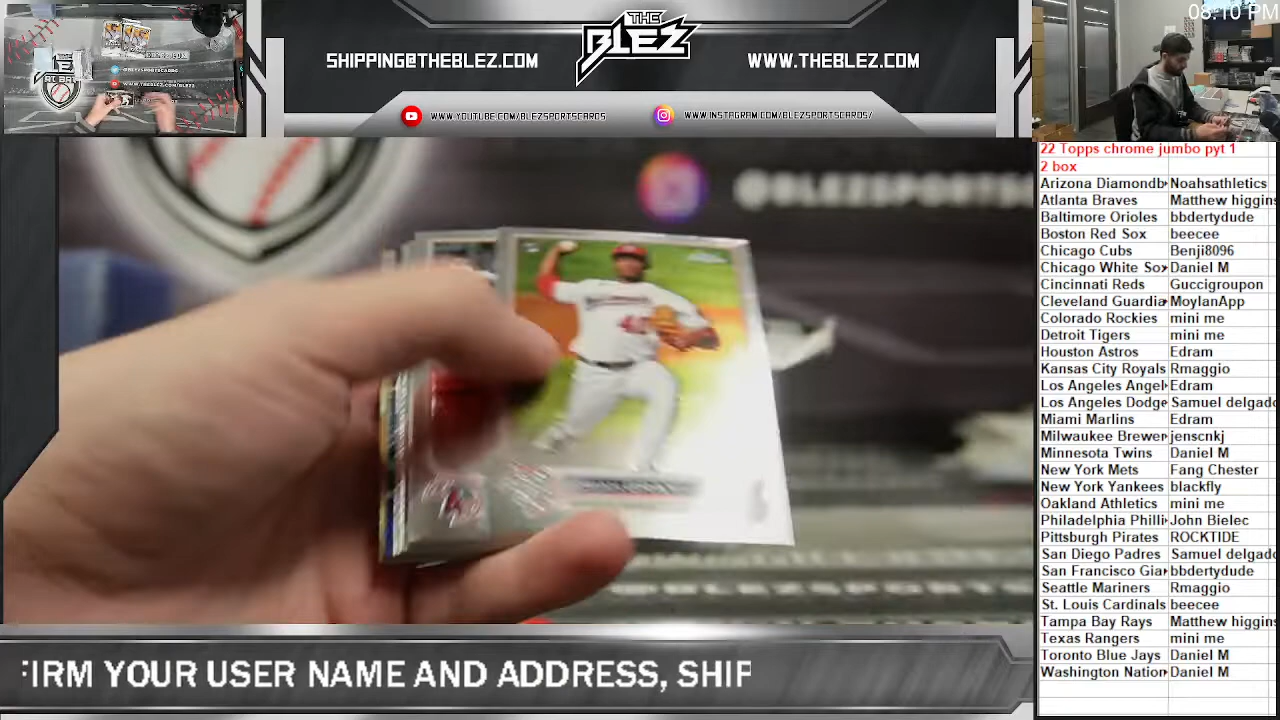 08:10 PM
THE
BLEZ
SHIPPING@THEBLEZ.COM
WWW.THEBLEZ.COM
WWW.YOUTUBE.COM/BLEZSPORTSCARDS
WWW.INSTAGRAM.COM/BLEZSPORTSCARDS/
@BLEZSPORTS
22 Topps chrome jumbo pyt 1
2 box
Arizona Diamondb Noahsathletics
Atlanta Braves Matthew higgins
Baltimore Orioles bbdertydude
Boston Red Sox beecee
Chicago Cubs Benji8096
Chicago White Sox Daniel M
Cincinnati Reds Guccigroupon
Cleveland Guardia MoylanApp
Colorado Rockies mini me
Detroit Tigers mini me
Houston Astros Edram
Kansas City Royals Rmaggio
Los Angeles Angel Edram
Los Angeles Dodge Samuel delgado
Miami Marlins Edram
Milwaukee Brewer jenscnkj
Minnesota Twins Daniel M
New York Mets Fang Chester
New York Yankees blackfly
Oakland Athletics mini me
Philadelphia Philli John Bielec
Pittsburgh Pirates ROCKTIDE
San Diego Padres Samuel delgado
San Francisco Gia bbdertydude
Seattle Mariners Rmaggio
St. Louis Cardinals beecee
Tampa Bay Rays Matthew higgins
Texas Rangers mini me
Toronto Blue Jays Daniel M
Washington Nation Daniel M
FIRM YOUR USER NAME AND ADDRESS, SHIP